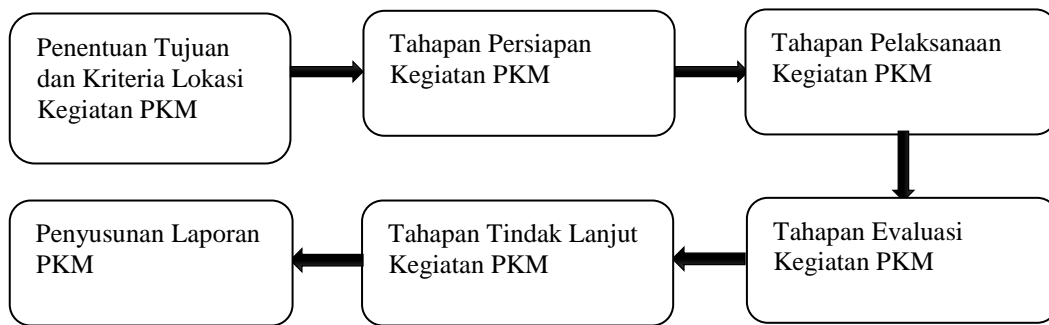 Penentuan Tujuan
dan Kriteria Lokasi
Kegiatan PKM
Tahapan Persiapan
Kegiatan PKM
Tahapan Pelaksanaan
Kegiatan PKM
Tahapan Evaluasi
Kegiatan PKM
Tahapan Tindak Lanjut
Kegiatan PKM
Penyusunan Laporan
PKM